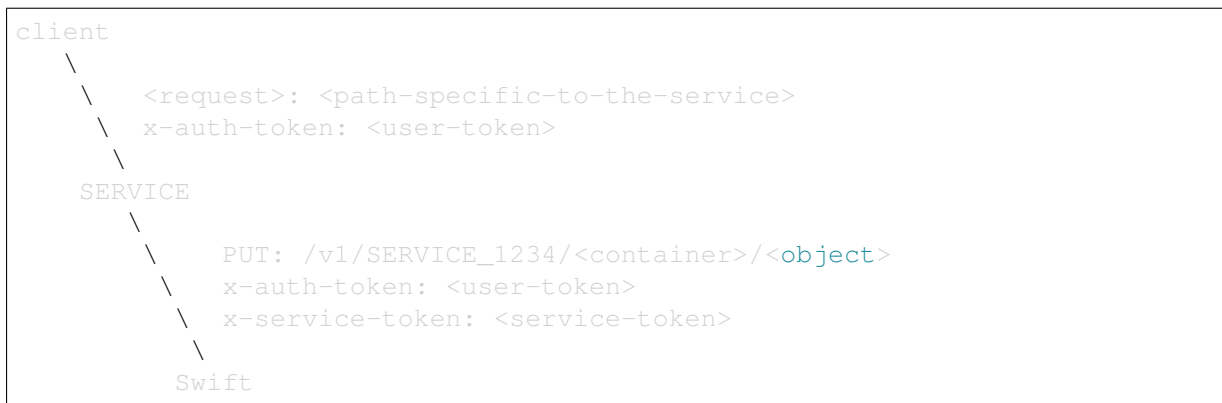 client
<request>: <path-specific-to-the-service>
x-auth-token: <user-token>
SERVICE
PUT: /v1/SERVICE_1234/<container>/<object>
x-auth-token: <user-token>
x-service-token: <service-token>
Swift